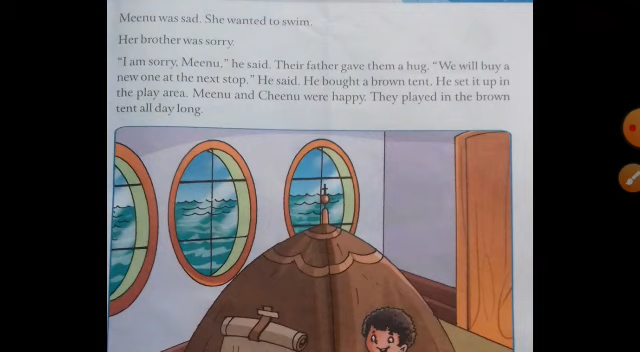 Meenu was sad. She wanted to swim.
Her brother was sorry.
"I am sorry, Meenu," he said. Their father gave them a hug. "We will buy a
new one at the next stop." He said. He bought a brown tent. He set it up in
the play area. Meenu and Cheenu were happy. They played in the brown
tent all day long.